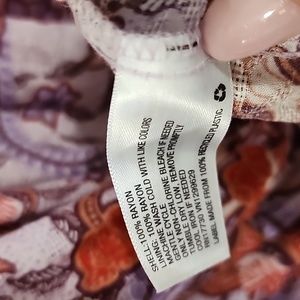 SHELL:100% RAYON
LINING: 100% RAYON
MACHINE WASH COLD WITH LIKE COLORS
GENTLE CYCLE
ONLY NON-CHLORINE BLEACH IF NEEDED
TUMBLE DRY LOW. REMOVE PROMPTLY
COOL IRON IF NEEDED
RN17730
LABEL MADE FROM 100% RECYCLED PLASTIC